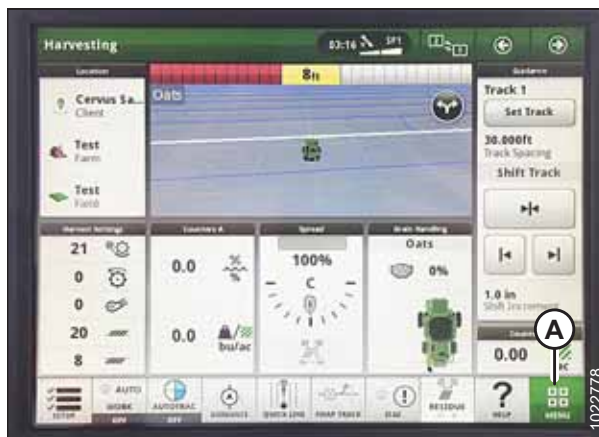 Harvesting
03:16
SF1
Location
8ft
Guidance
Cervus Sa...
Client
Test
Farm
Test
Field
Oats
Track 1
Set Track
30.000ft
Track Spacing
Shift Track
1.0 in
Shift Increment
Harvest Settings
21
0
0
20
8
Counters A
0.0
%
%
0.0
bu/ac
Spread
100%
C
Grain Handling
Oats
0%
A
0.00
SETUP
AUTO
WORK
OFF
AUTOTRAC
OFF
GUIDANCE
QUICK LINE
SWAP TRACK
RESIDUE
HELP
MENU
1022778